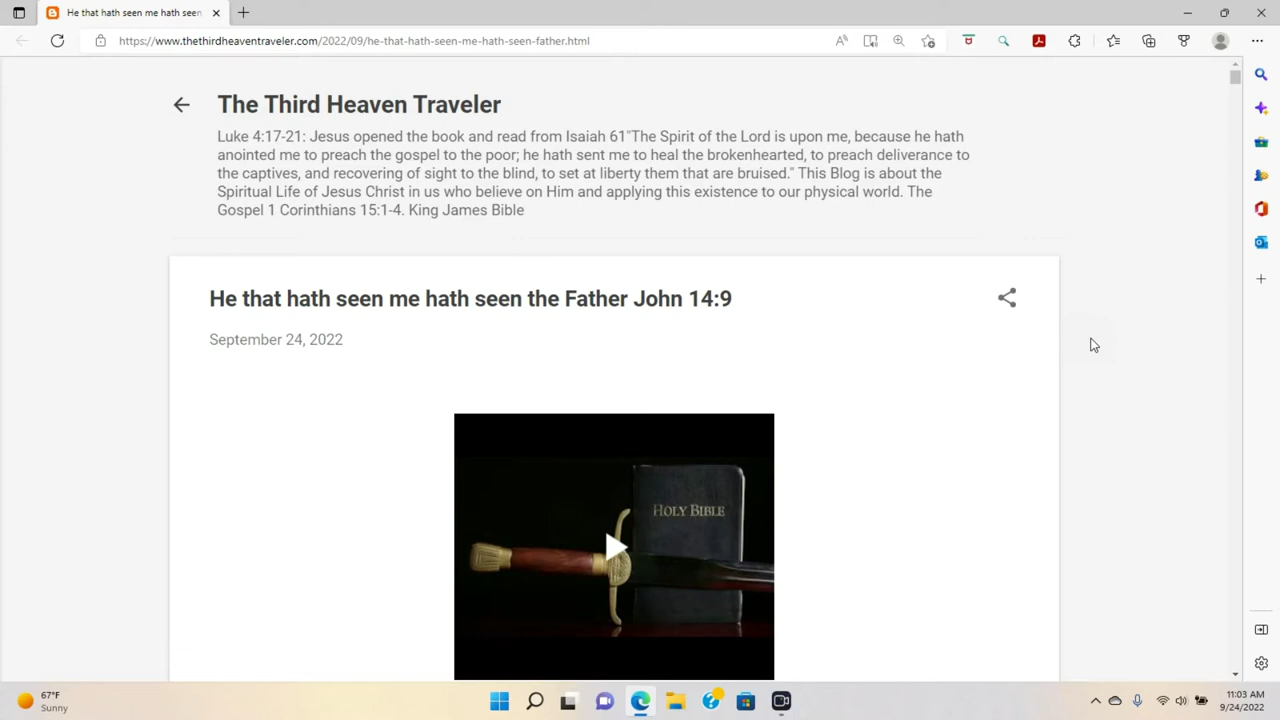 He that hath seen me hath seen
https://www.thethirdheaventraveler.com/2022/09/he-that-hath-seen-me-hath-seen-father.html
The Third Heaven Traveler
Luke 4:17-21: Jesus opened the book and read from Isaiah 61"The Spirit of the Lord is upon me, because he hath
anointed me to preach the gospel to the poor; he hath sent me to heal the brokenhearted, to preach deliverance to
the captives, and recovering of sight to the blind, to set at liberty them that are bruised." This Blog is about the
Spiritual Life of Jesus Christ in us who believe on Him and applying this existence to our physical world. The
Gospel 1 Corinthians 15:1-4. King James Bible
He that hath seen me hath seen the Father John 14:9
September 24, 2022
HOLY BIBLE
67°F
Sunny
11:03 AM
9/24/2022